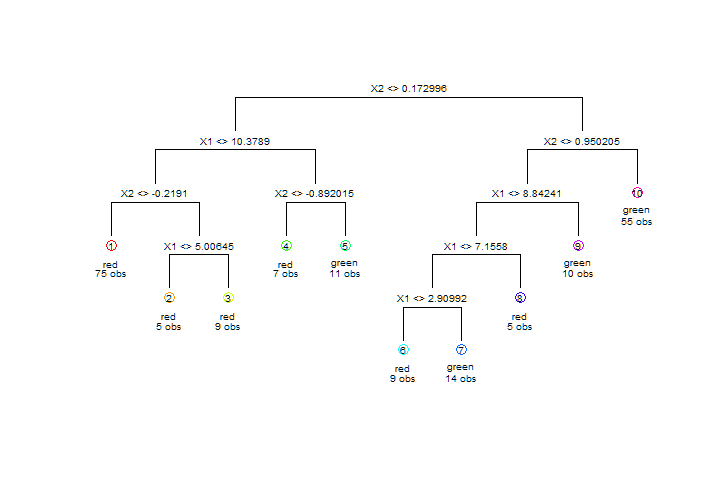 X2 <> 0.172996
X1 <> 10.3789
X2 <> 0.950205
X2 <> -0.2191
X2 <> -0.892015
X1 <> 8.84241
10
green
55 obs
1
red
75 obs
X1 <> 5.00645
4
red
7 obs
5
green
11 obs
X1 <> 7.1558
9
green
10 obs
2
red
5 obs
3
red
9 obs
X1 <> 2.90992
8
red
5 obs
6
red
9 obs
7
green
14 obs